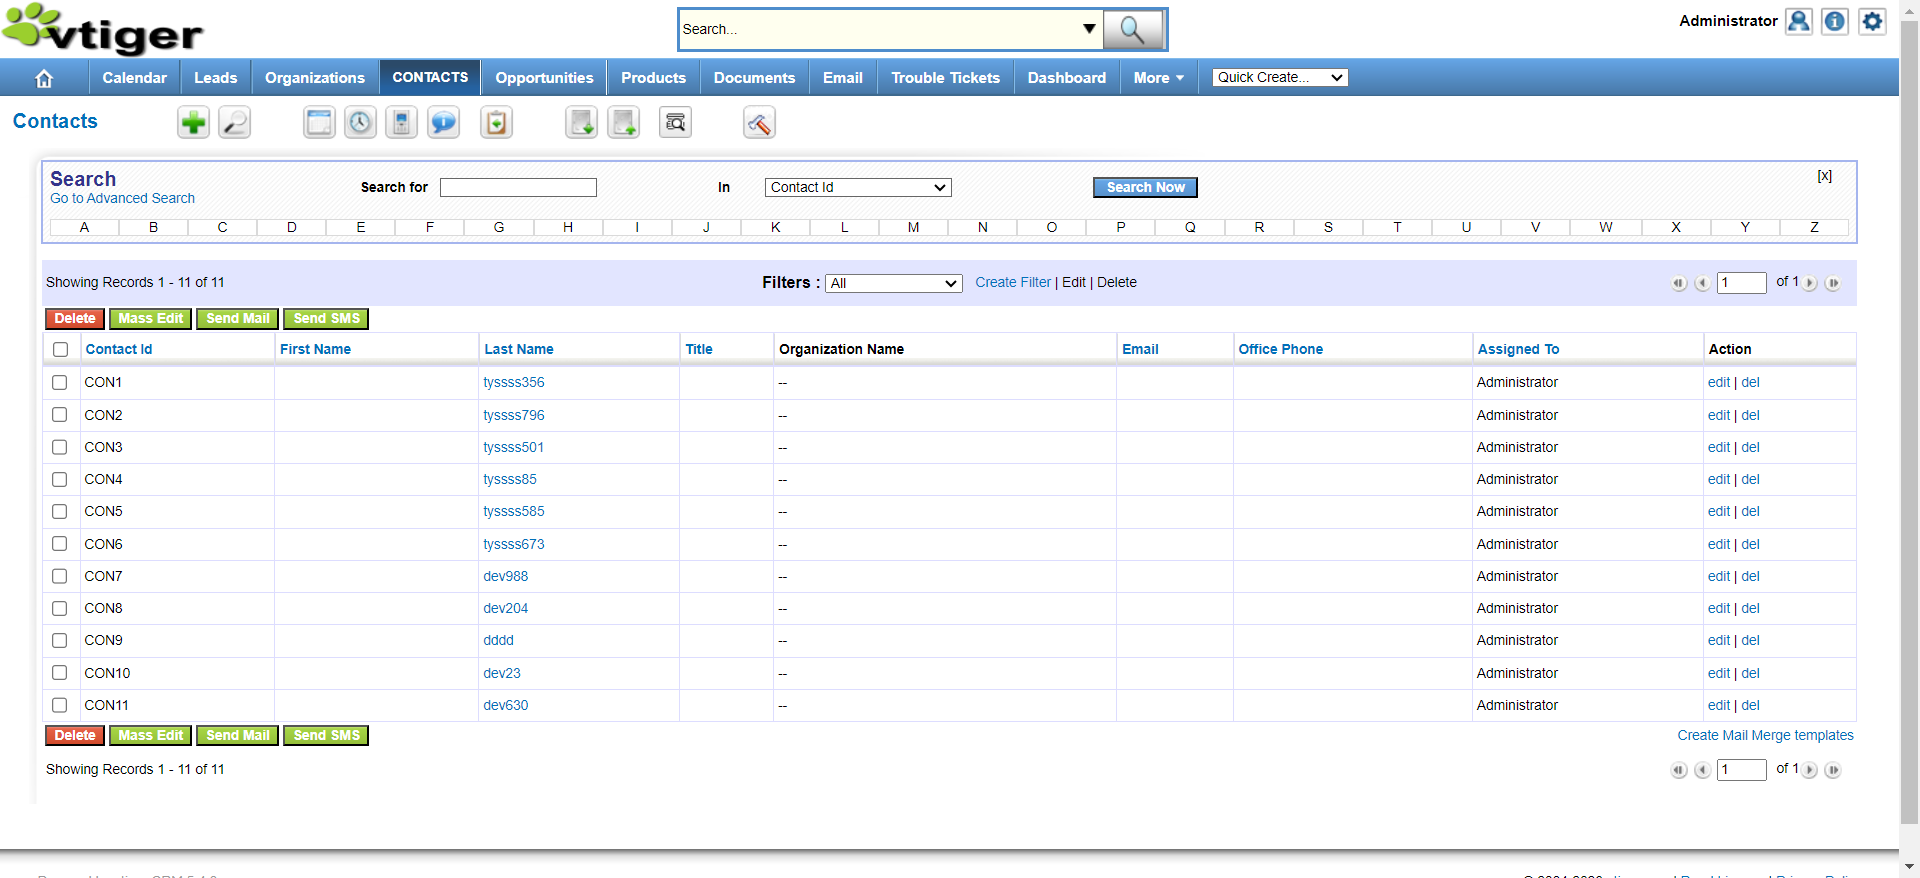 vtiger
Search...
Administrator
Calendar Leads Organizations CONTACTS Opportunities Products Documents Email Trouble Tickets Dashboard More Quick Create...
Contacts
Search
Go to Advanced Search
Search for In Contact Id Search Now [x]
A B C D E F G H I J K L M N O P Q R S T U V W X Y Z
Showing Records 1 - 11 of 11 Filters : All Create Filter | Edit | Delete 1 of 1
Delete Mass Edit Send Mail Send SMS
Contact Id First Name Last Name Title Organization Name Email Office Phone Assigned To Action
CON1 tyssss356 -- Administrator edit | del
CON2 tyssss796 -- Administrator edit | del
CON3 tyssss501 -- Administrator edit | del
CON4 tyssss85 -- Administrator edit | del
CON5 tyssss585 -- Administrator edit | del
CON6 tyssss673 -- Administrator edit | del
CON7 dev988 -- Administrator edit | del
CON8 dev204 -- Administrator edit | del
CON9 dddd -- Administrator edit | del
CON10 dev23 -- Administrator edit | del
CON11 dev630 -- Administrator edit | del
Delete Mass Edit Send Mail Send SMS Create Mail Merge templates
Showing Records 1 - 11 of 11 1 of 1